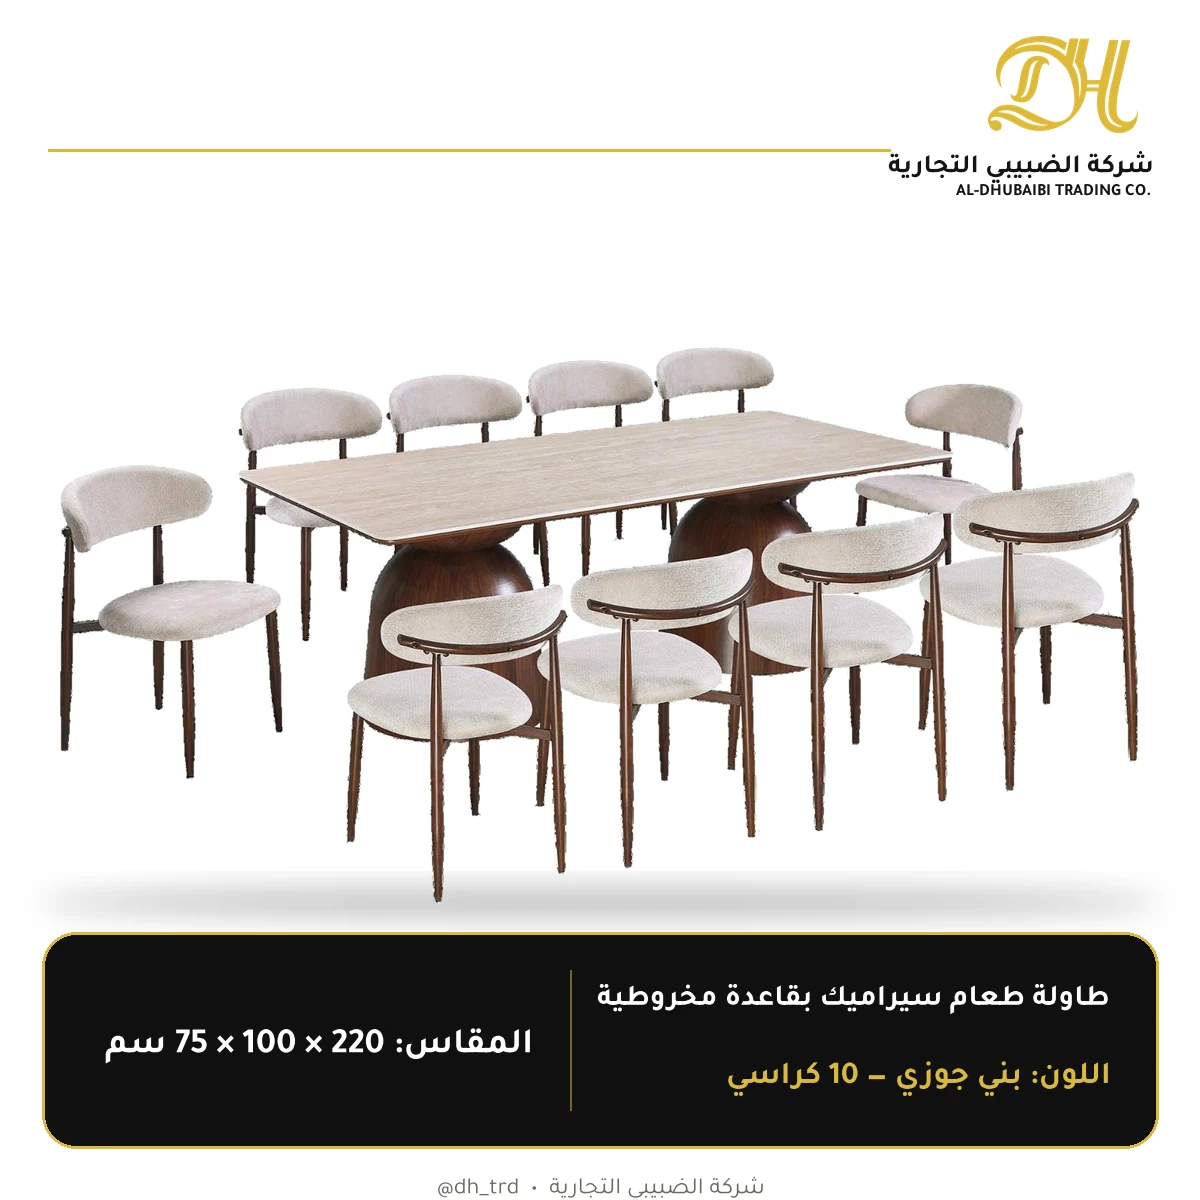 DH
شركة الضبيبي التجارية
AL-DHUBAIBI TRADING CO.
طاولة طعام سيراميك بقاعدة مخروطية
اللون: بني جوزي – 10 كراسي
المقاس: 220 × 100 × 75 سم
شركة الضبيبي التجارية • @dh_trd